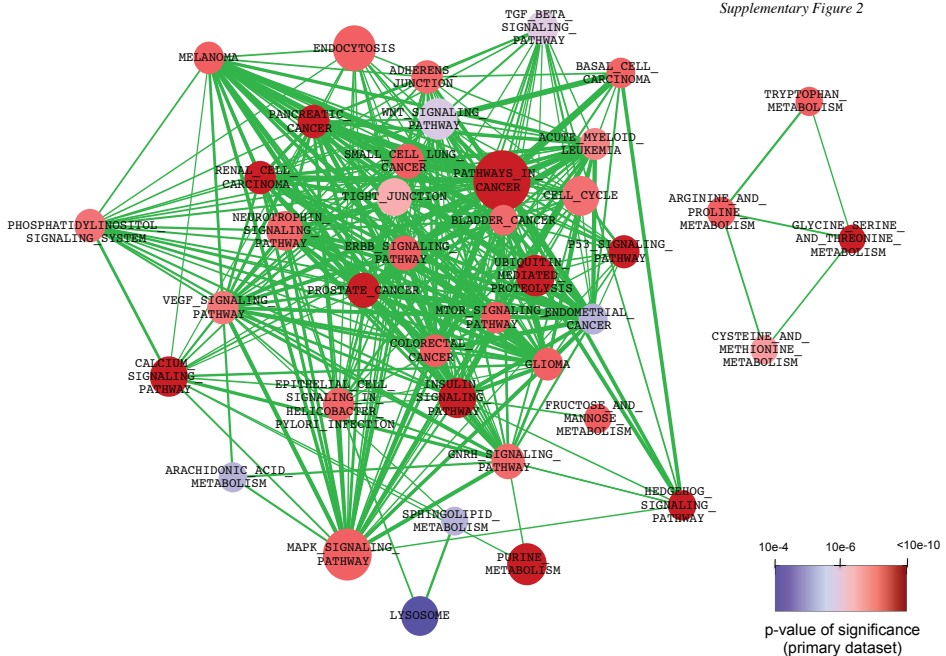 Supplementary Figure 2
TGF_BETA_
SIGNALING_
PATHWAY
ENDOCYTOSIS
MELANOMA
ADHERENS_
JUNCTION
BASAL_CELL_
CARCINOMA
TRYPTOPHAN_
METABOLISM
PANCREATIC_
CANCER
WNT_SIGNALING_
PATHWAY
ACUTE_MYELOID_
LEUKEMIA
SMALL_CELL_LUNG_
CANCER
RENAL_CELL_
CARCINOMA
PATHWAYS_IN_
CANCER
TIGHT_JUNCTION
CELL_CYCLE
ARGININE_AND_
PROLINE_
METABOLISM
PHOSPHATIDYLINOSITOL_
SIGNALING_SYSTEM
NEUROTROPHIN_
SIGNALING_
PATHWAY
BLADDER_CANCER
GLYCINE_SERINE_
AND_THREONINE_
METABOLISM
ERBB_SIGNALING_
PATHWAY
P53_SIGNALING_
PATHWAY
UBIQUITIN_
MEDIATED_
PROTEOLYSIS
PROSTATE_CANCER
VEGF_SIGNALING_
PATHWAY
MTOR_SIGNALING_
PATHWAY
ENDOMETRIAL_
CANCER
CYSTEINE_AND_
METHIONINE_
METABOLISM
COLORECTAL_
CANCER
GLIOMA
CALCIUM_
SIGNALING_
PATHWAY
EPITHELIAL_CELL_
SIGNALING_IN_
HELICOBACTER_
PYLORI_INFECTION
INSULIN_
SIGNALING_
PATHWAY
FRUCTOSE_AND_
MANNOSE_
METABOLISM
GNRH_SIGNALING_
PATHWAY
ARACHIDONIC_ACID_
METABOLISM
HEDGEHOG_
SIGNALING_
PATHWAY
SPHINGOLIPID_
METABOLISM
MAPK_SIGNALING_
PATHWAY
PURINE_
METABOLISM
LYSOSOME
10e-4 10e-6 <10e-10
p-value of significance
(primary dataset)